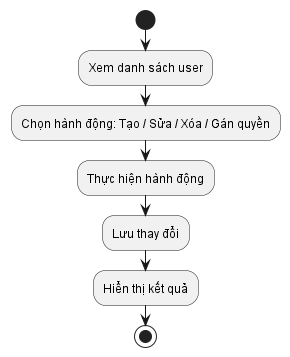 Xem danh sách user
Chọn hành động: Tạo / Sửa / Xóa / Gán quyền
Thực hiện hành động
Lưu thay đổi
Hiển thị kết quả